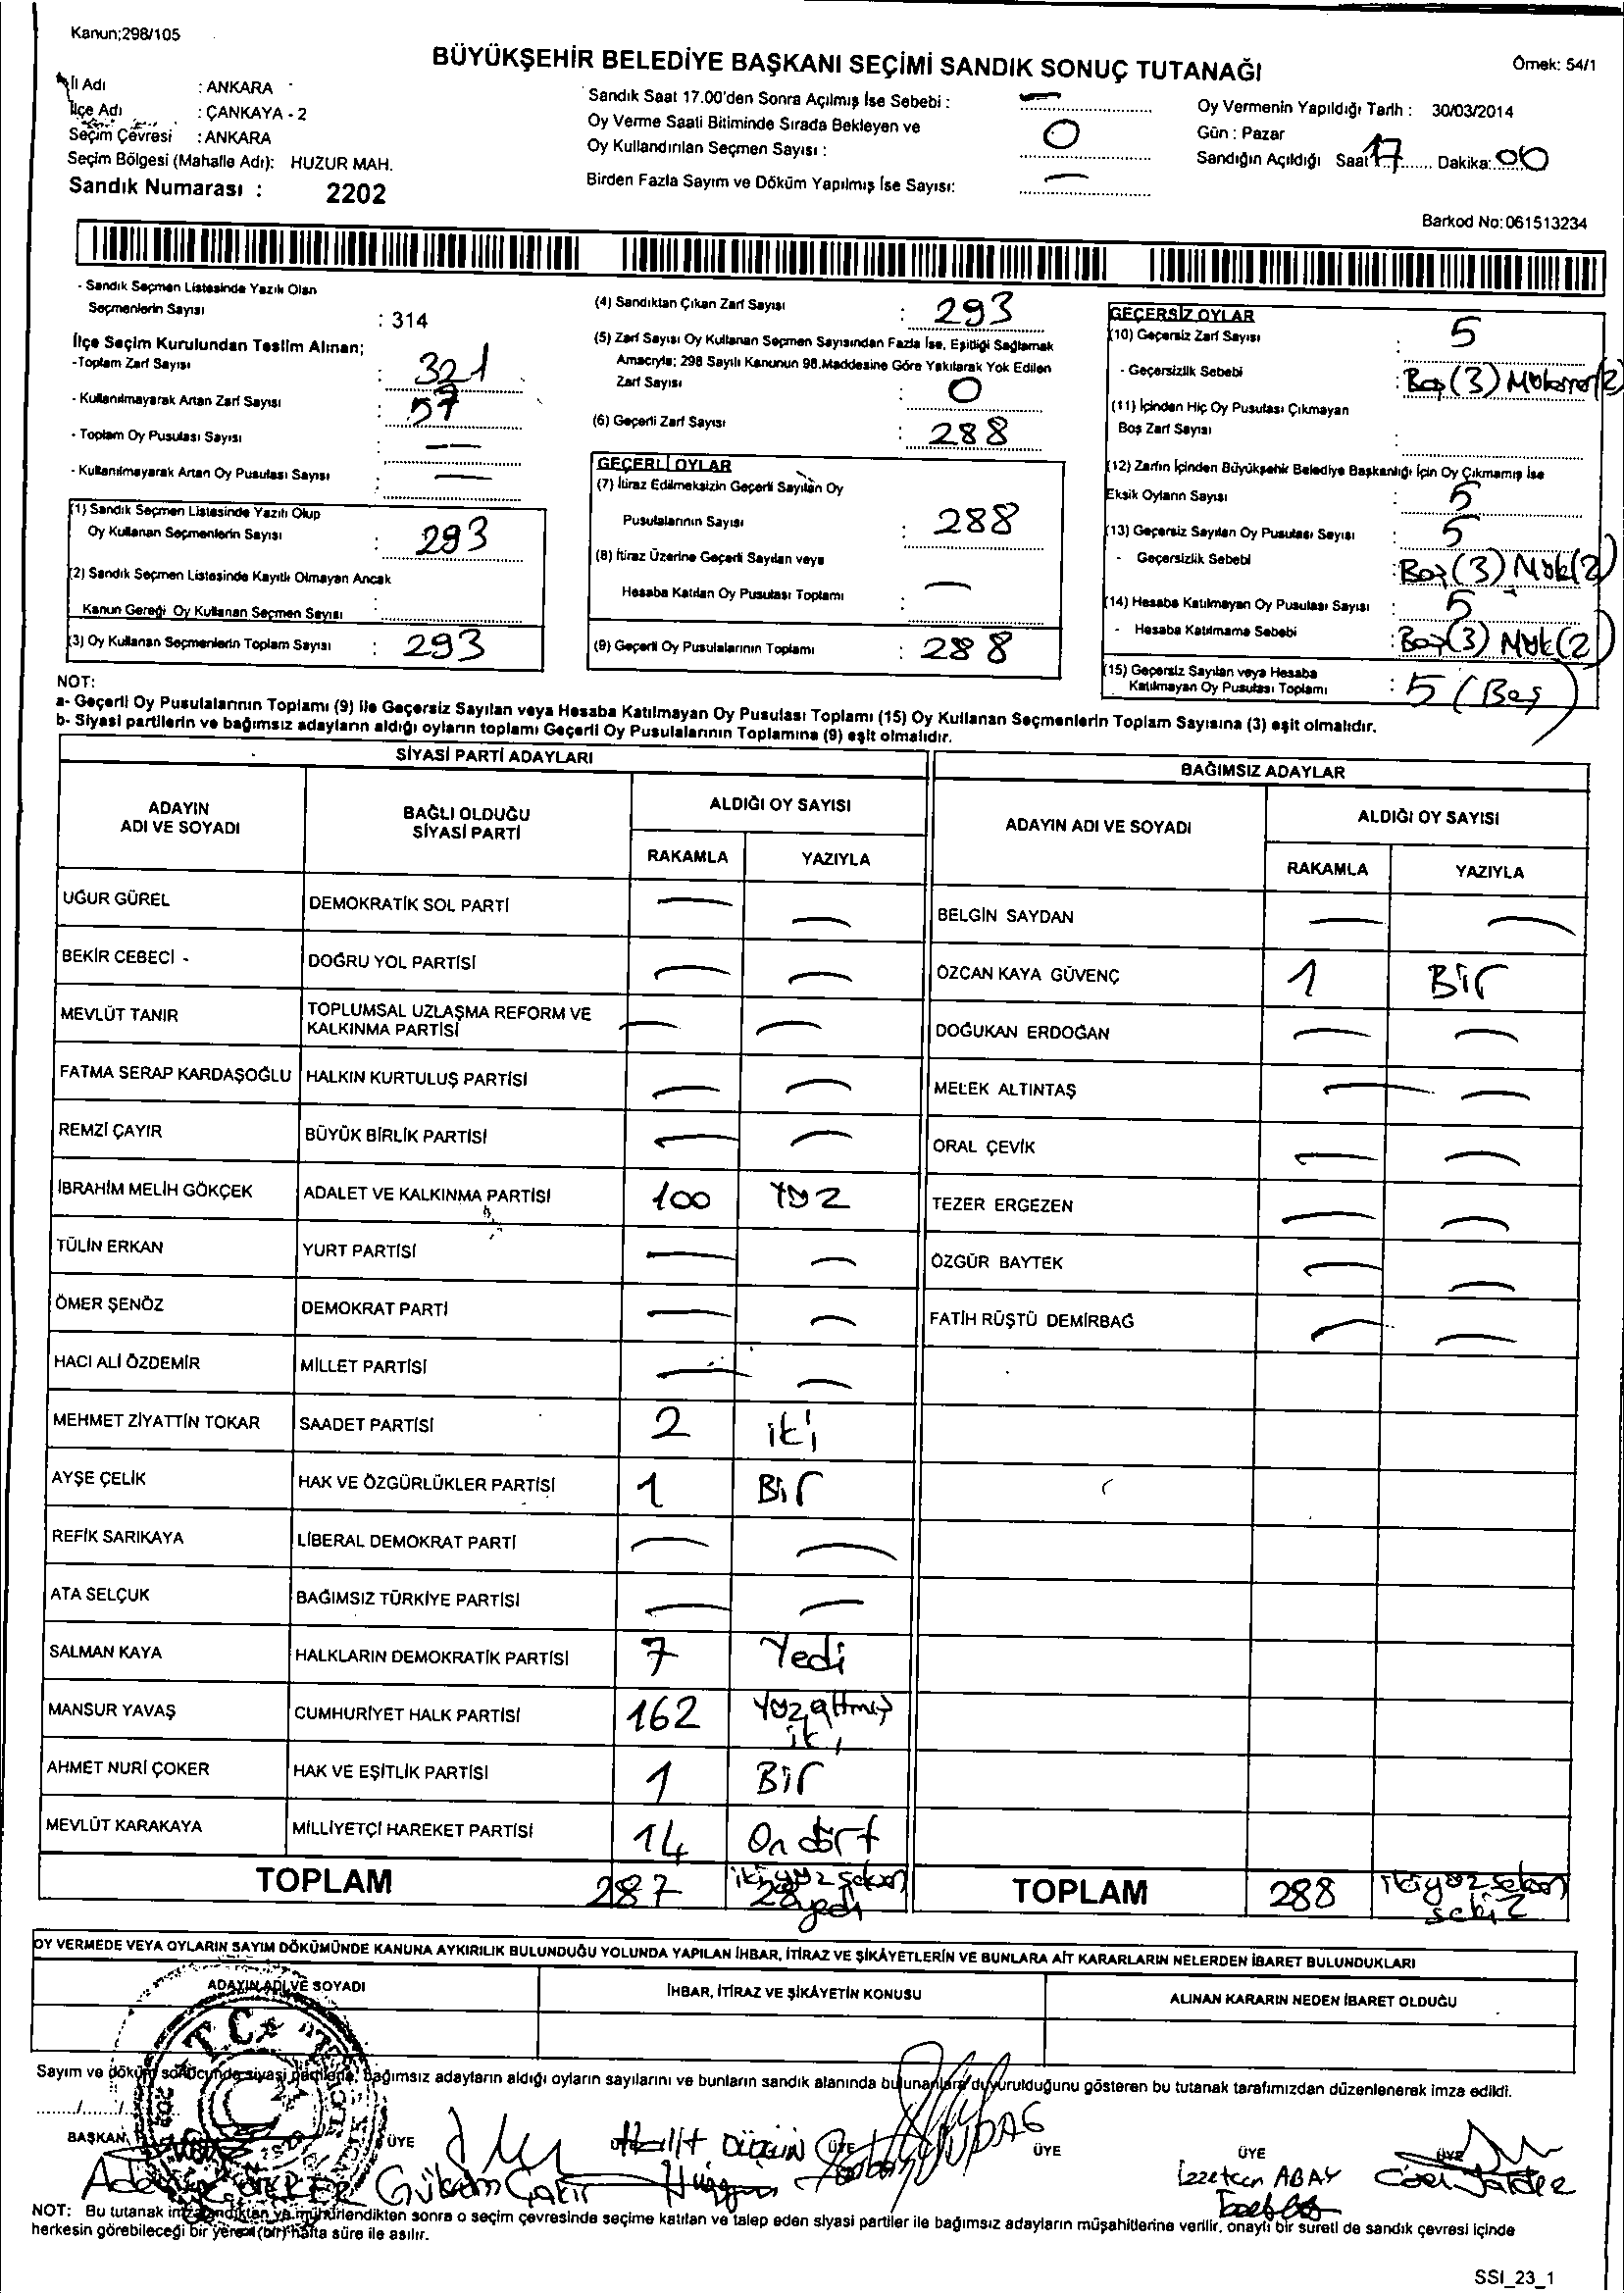 Kanun;298/105
BÜYÜKŞEHİR BELEDİYE BAŞKANI SEÇİMİ SANDIK SONUÇ TUTANAĞI
Örnek: 54/1
İl Adı : ANKARA
İlçe Adı : ÇANKAYA - 2
Seçim Çevresi : ANKARA
Seçim Bölgesi (Mahalle Adı): HUZUR MAH.
Sandık Numarası : 2202
Sandık Saat 17.00'den Sonra Açılmış İse Sebebi : —
Oy Verme Saati Bitiminde Sırada Bekleyen ve
Oy Kullandırılan Seçmen Sayısı : 0
Birden Fazla Sayım ve Döküm Yapılmış İse Sayısı: —
Oy Vermenin Yapıldığı Tarih : 30/03/2014
Gün : Pazar
Sandığın Açıldığı Saat 17 Dakika: 00
Barkod No:061513234
- Sandık Seçmen Listesinde Yazılı Olan
Seçmenlerin Sayısı : 314
İlçe Seçim Kurulundan Teslim Alınan;
-Toplam Zarf Sayısı : 321
- Kullanılmayarak Artan Zarf Sayısı : 57
- Toplam Oy Pusulası Sayısı : —
- Kullanılmayarak Artan Oy Pusulası Sayısı : —
(1) Sandık Seçmen Listesinde Yazılı Olup
Oy Kullanan Seçmenlerin Sayısı : 293
(2) Sandık Seçmen Listesinde Kayıtlı Olmayan Ancak
Kanun Gereği Oy Kullanan Seçmen Sayısı :
(3) Oy Kullanan Seçmenlerin Toplam Sayısı : 293
(4) Sandıktan Çıkan Zarf Sayısı : 293
(5) Zarf Sayısı Oy Kullanan Seçmen Sayısından Fazla İse, Eşitliği Sağlamak
Amacıyla; 298 Sayılı Kanunun 98.Maddesine Göre Yakılarak Yok Edilen
Zarf Sayısı : 0
(6) Geçerli Zarf Sayısı : 288
GEÇERLİ OYLAR
(7) İtiraz Edilmeksizin Geçerli Sayılan Oy
Pusulalarının Sayısı : 288
(8) İtiraz Üzerine Geçerli Sayılan veya
Hesaba Katılan Oy Pusulası Toplamı : —
(9) Geçerli Oy Pusulalarının Toplamı : 288
GEÇERSİZ OYLAR
(10) Geçersiz Zarf Sayısı : 5
- Geçersizlik Sebebi : Boş (3) Mükerrer(2)
(11) İçinden Hiç Oy Pusulası Çıkmayan
Boş Zarf Sayısı :
(12) Zarfın İçinden Büyükşehir Belediye Başkanlığı İçin Oy Çıkmamış İse
Eksik Oyların Sayısı : 5
(13) Geçersiz Sayılan Oy Pusulası Sayısı : 5
- Geçersizlik Sebebi : Boş (3) Mük(2)
(14) Hesaba Katılmayan Oy Pusulası Sayısı : 5
- Hesaba Katılmama Sebebi : Boş(3) Mük(2)
(15) Geçersiz Sayılan veya Hesaba
Katılmayan Oy Pusulası Toplamı : 5 (Boş)
NOT:
a- Geçerli Oy Pusulalarının Toplamı (9) ile Geçersiz Sayılan veya Hesaba Katılmayan Oy Pusulası Toplamı (15) Oy Kullanan Seçmenlerin Toplam Sayısına (3) eşit olmalıdır.
b- Siyasi partilerin ve bağımsız adayların aldığı oyların toplamı Geçerli Oy Pusulalarının Toplamına (9) eşit olmalıdır.
SİYASİ PARTİ ADAYLARI
ADAYIN ADI VE SOYADI
BAĞLI OLDUĞU SİYASİ PARTİ
ALDIĞI OY SAYISI
RAKAMLA YAZIYLA
UĞUR GÜREL DEMOKRATİK SOL PARTİ — —
BEKİR CEBECİ - DOĞRU YOL PARTİSİ — —
MEVLÜT TANIR TOPLUMSAL UZLAŞMA REFORM VE KALKINMA PARTİSİ — —
FATMA SERAP KARDAŞOĞLU HALKIN KURTULUŞ PARTİSİ — —
REMZİ ÇAYIR BÜYÜK BİRLİK PARTİSİ — —
İBRAHİM MELİH GÖKÇEK ADALET VE KALKINMA PARTİSİ 100 Yüz
TÜLİN ERKAN YURT PARTİSİ — —
ÖMER ŞENÖZ DEMOKRAT PARTİ — —
HACI ALİ ÖZDEMİR MİLLET PARTİSİ — —
MEHMET ZİYATTİN TOKAR SAADET PARTİSİ 2 iki
AYŞE ÇELİK HAK VE ÖZGÜRLÜKLER PARTİSİ 1 Bir
REFİK SARIKAYA LİBERAL DEMOKRAT PARTİ — —
ATA SELÇUK BAĞIMSIZ TÜRKİYE PARTİSİ — —
SALMAN KAYA HALKLARIN DEMOKRATİK PARTİSİ 7 Yedi
MANSUR YAVAŞ CUMHURİYET HALK PARTİSİ 162 Yüzaltmış iki
AHMET NURİ ÇOKER HAK VE EŞİTLİK PARTİSİ 1 Bir
MEVLÜT KARAKAYA MİLLİYETÇİ HAREKET PARTİSİ 14 On dört
TOPLAM 287 ikiyüz seksen yedi
BAĞIMSIZ ADAYLAR
ADAYIN ADI VE SOYADI
ALDIĞI OY SAYISI
RAKAMLA YAZIYLA
BELGİN SAYDAN — —
ÖZCAN KAYA GÜVENÇ 1 Bir
DOĞUKAN ERDOĞAN — —
MELEK ALTINTAŞ — —
ORAL ÇEVİK — —
TEZER ERGEZEN — —
ÖZGÜR BAYTEK — —
FATİH RÜŞTÜ DEMİRBAĞ — —
TOPLAM 288 ikiyüz seksen sekiz
OY VERMEDE VEYA OYLARIN SAYIM DÖKÜMÜNDE KANUNA AYKIRILIK BULUNDUĞU YOLUNDA YAPILAN İHBAR, İTİRAZ VE ŞİKÂYETLERİN VE BUNLARA AİT KARARLARIN NELERDEN İBARET BULUNDUKLARI
ADAYIN ADI VE SOYADI
İHBAR, İTİRAZ VE ŞİKÂYETİN KONUSU
ALINAN KARARIN NEDEN İBARET OLDUĞU
T.C.
Sayım ve döküm sonucunda siyasi partilerle, bağımsız adayların aldığı oyların sayılarını ve bunların sandık alanında bulunanlara duyurulduğunu gösteren bu tutanak tarafımızdan düzenlenerek imza edildi.
....../....../
BAŞKAN ÜYE ÜYE ÜYE ÜYE ÜYE
Halit DÜZGÜN
Gülsüm Çakır
İzzetcan ABAY
NOT: Bu tutanak imzalandıktan ve mühürlendikten sonra o seçim çevresinde seçime katılan ve talep eden siyasi partiler ile bağımsız adayların müşahitlerine verilir, onaylı bir sureti de sandık çevresi içinde
herkesin görebileceği bir yere (bir) hafta süre ile asılır.
SSI_23_1